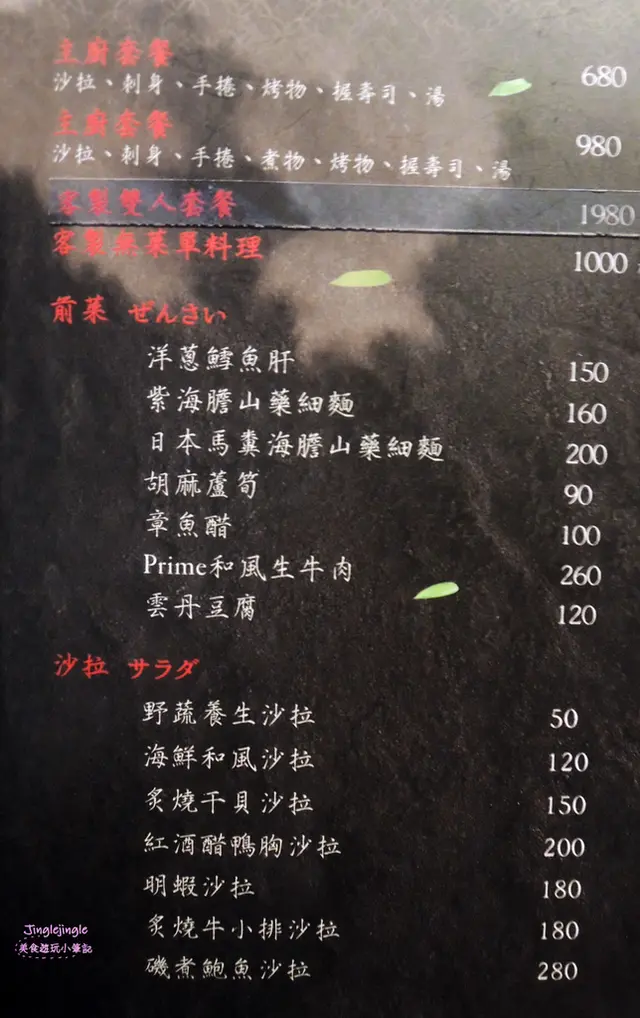 主廚套餐 680
沙拉、刺身、手捲、烤物、握壽司、湯
主廚套餐 980
沙拉、刺身、手捲、煮物、烤物、握壽司、湯
客製雙人套餐 1980
客製無菜單料理 1000
前菜 ぜんさい
洋蔥鱈魚肝 150
紫海膽山藥細麵 160
日本馬糞海膽山藥細麵 200
胡麻蘆筍 90
章魚醋 100
Prime和風生牛肉 260
雲丹豆腐 120
沙拉 サラダ
野蔬養生沙拉 50
海鮮和風沙拉 120
炙燒干貝沙拉 150
紅酒醋鴨胸沙拉 200
明蝦沙拉 180
炙燒牛小排沙拉 180
磯煮鮑魚沙拉 280
Jinglejingle
美食遊玩小筆記